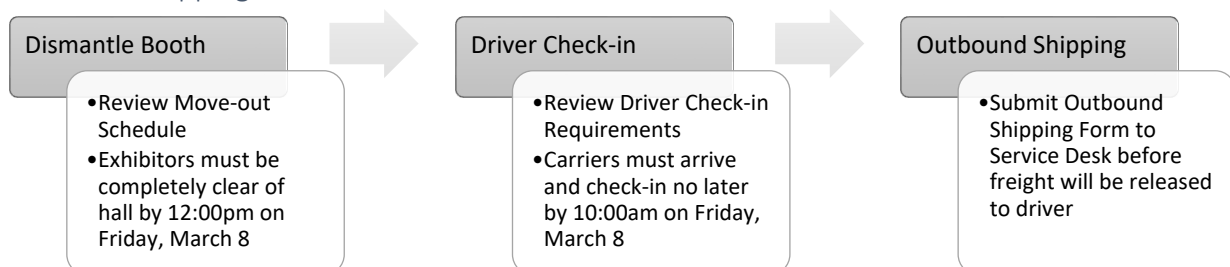 Dismantle Booth
•Review Move-out
Schedule
•Exhibitors must be
completely clear of
hall by 12:00pm on
Friday, March 8
Driver Check-in
•Review Driver Check-in
Requirements
•Carriers must arrive
and check-in no later
by 10:00am on Friday,
March 8
Outbound Shipping
•Submit Outbound
Shipping Form to
Service Desk before
freight will be released
to driver